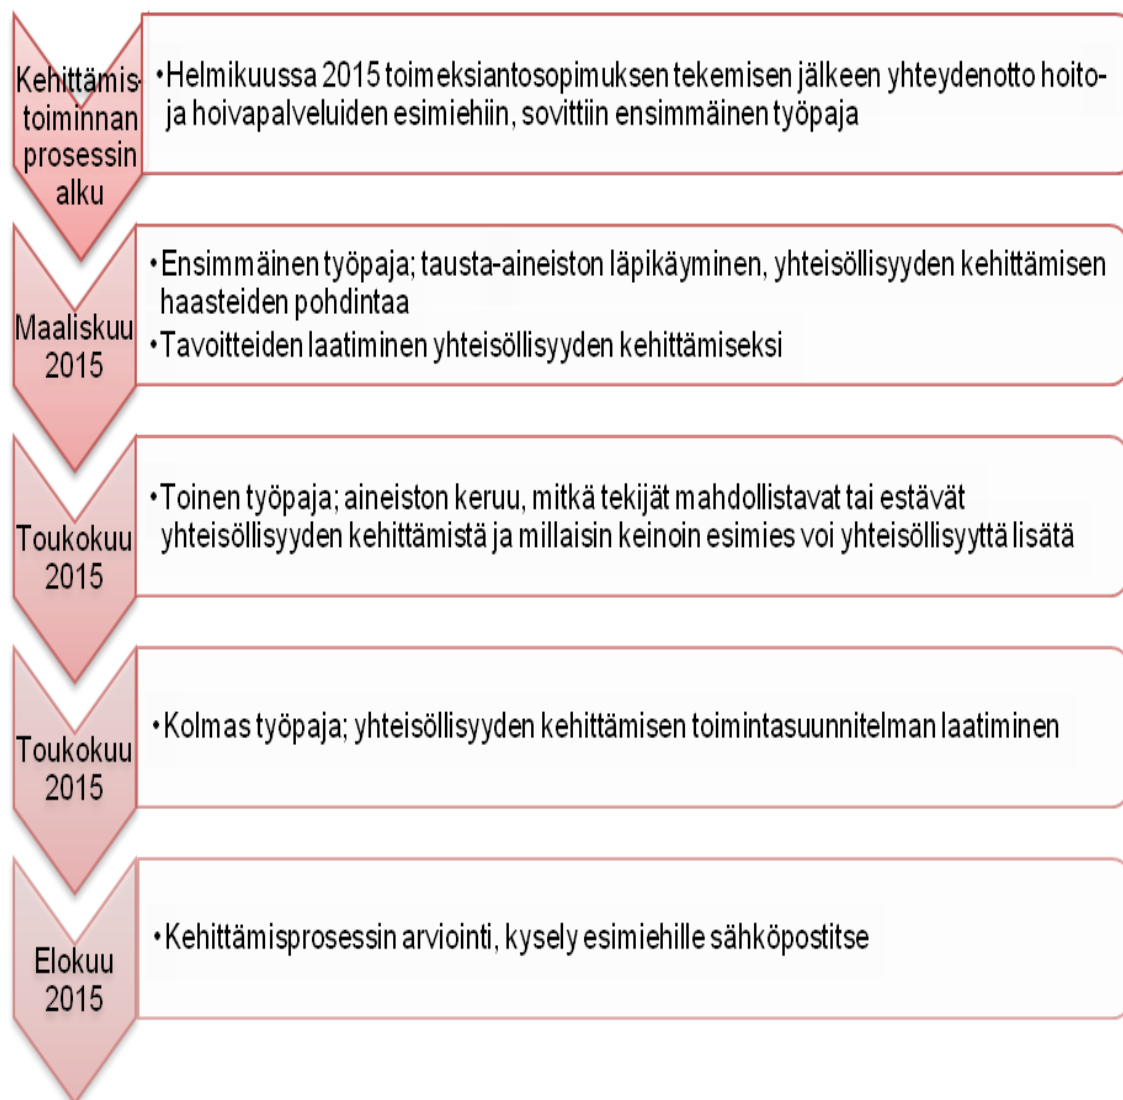 Kehittämis-
toiminnan
prosessin
alku
•Helmikuussa 2015 toimeksiantosopimuksen tekemisen jälkeen yhteydenotto hoito-
ja hoivapalveluiden esimiehiin, sovittiin ensimmäinen työpaja
Maaliskuu
2015
•Ensimmäinen työpaja; tausta-aineiston läpikäyminen, yhteisöllisyyden kehittämisen
haasteiden pohdintaa
•Tavoitteiden laatiminen yhteisöllisyyden kehittämiseksi
Toukokuu
2015
•Toinen työpaja; aineiston keruu, mitkä tekijät mahdollistavat tai estävät
yhteisöllisyyden kehittämistä ja millaisin keinoin esimies voi yhteisöllisyyttä lisätä
Toukokuu
2015
•Kolmas työpaja; yhteisöllisyyden kehittämisen toimintasuunnitelman laatiminen
Elokuu
2015
•Kehittämisprosessin arviointi, kysely esimiehille sähköpostitse